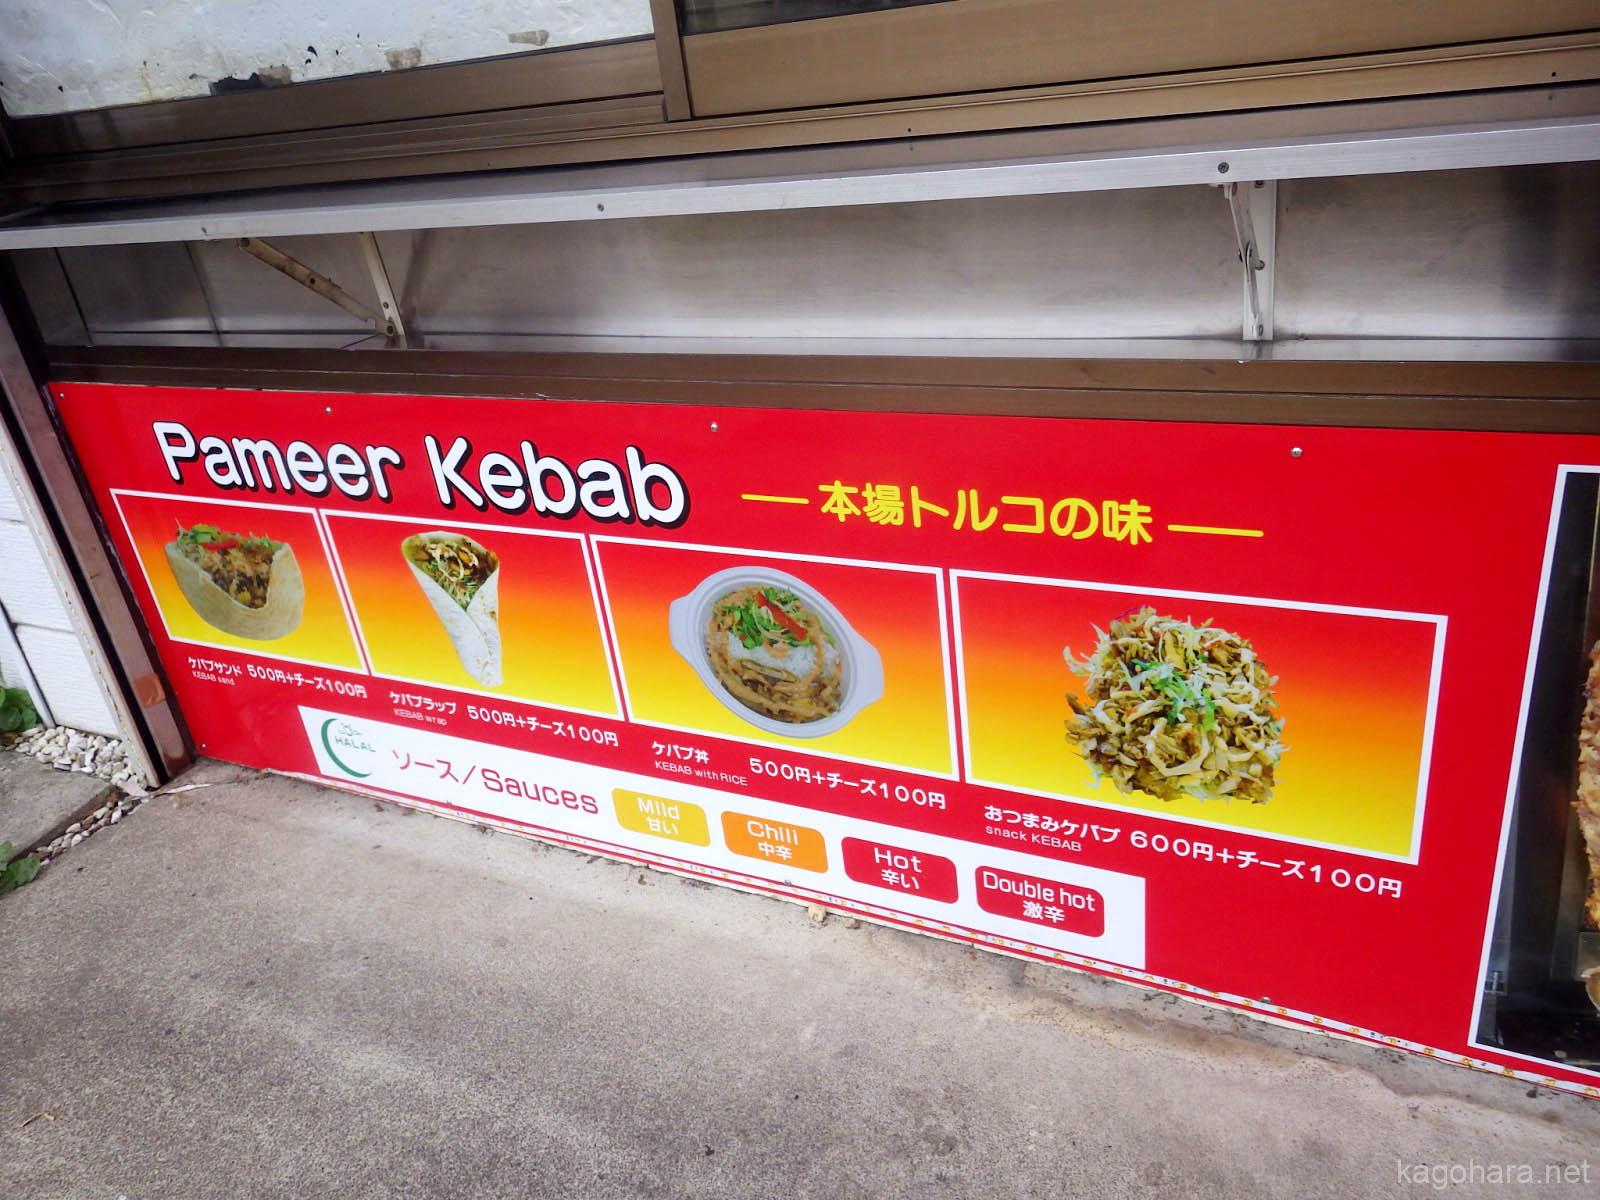 Pameer Kebab
本場トルコの味
ケバブサンド 500円+チーズ100円
KEBAB sand
ケバブラップ 500円+チーズ100円
KEBAB wrap
ケバブ丼 500円+チーズ100円
KEBAB with RICE
おつまみケバブ 600円+チーズ100円
snack KEBAB
حلال
HALAL
ソース/Sauces
Mild
甘い
Chill
中辛
Hot
辛い
Double hot
激辛
kagohara.net